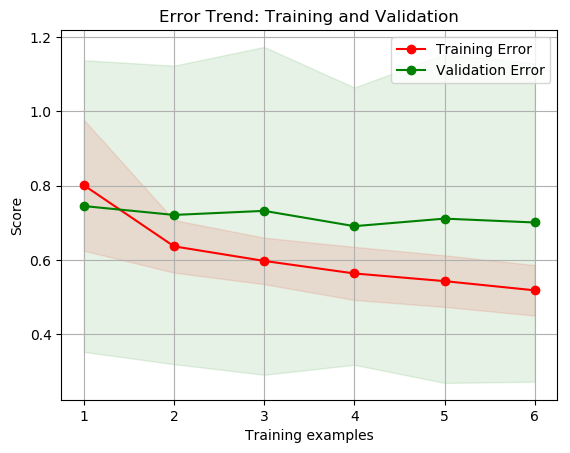 Error Trend: Training and Validation
Training Error
Validation Error
Score
1.2
1.0
0.8
0.6
0.4
1 2 3 4 5 6
Training examples